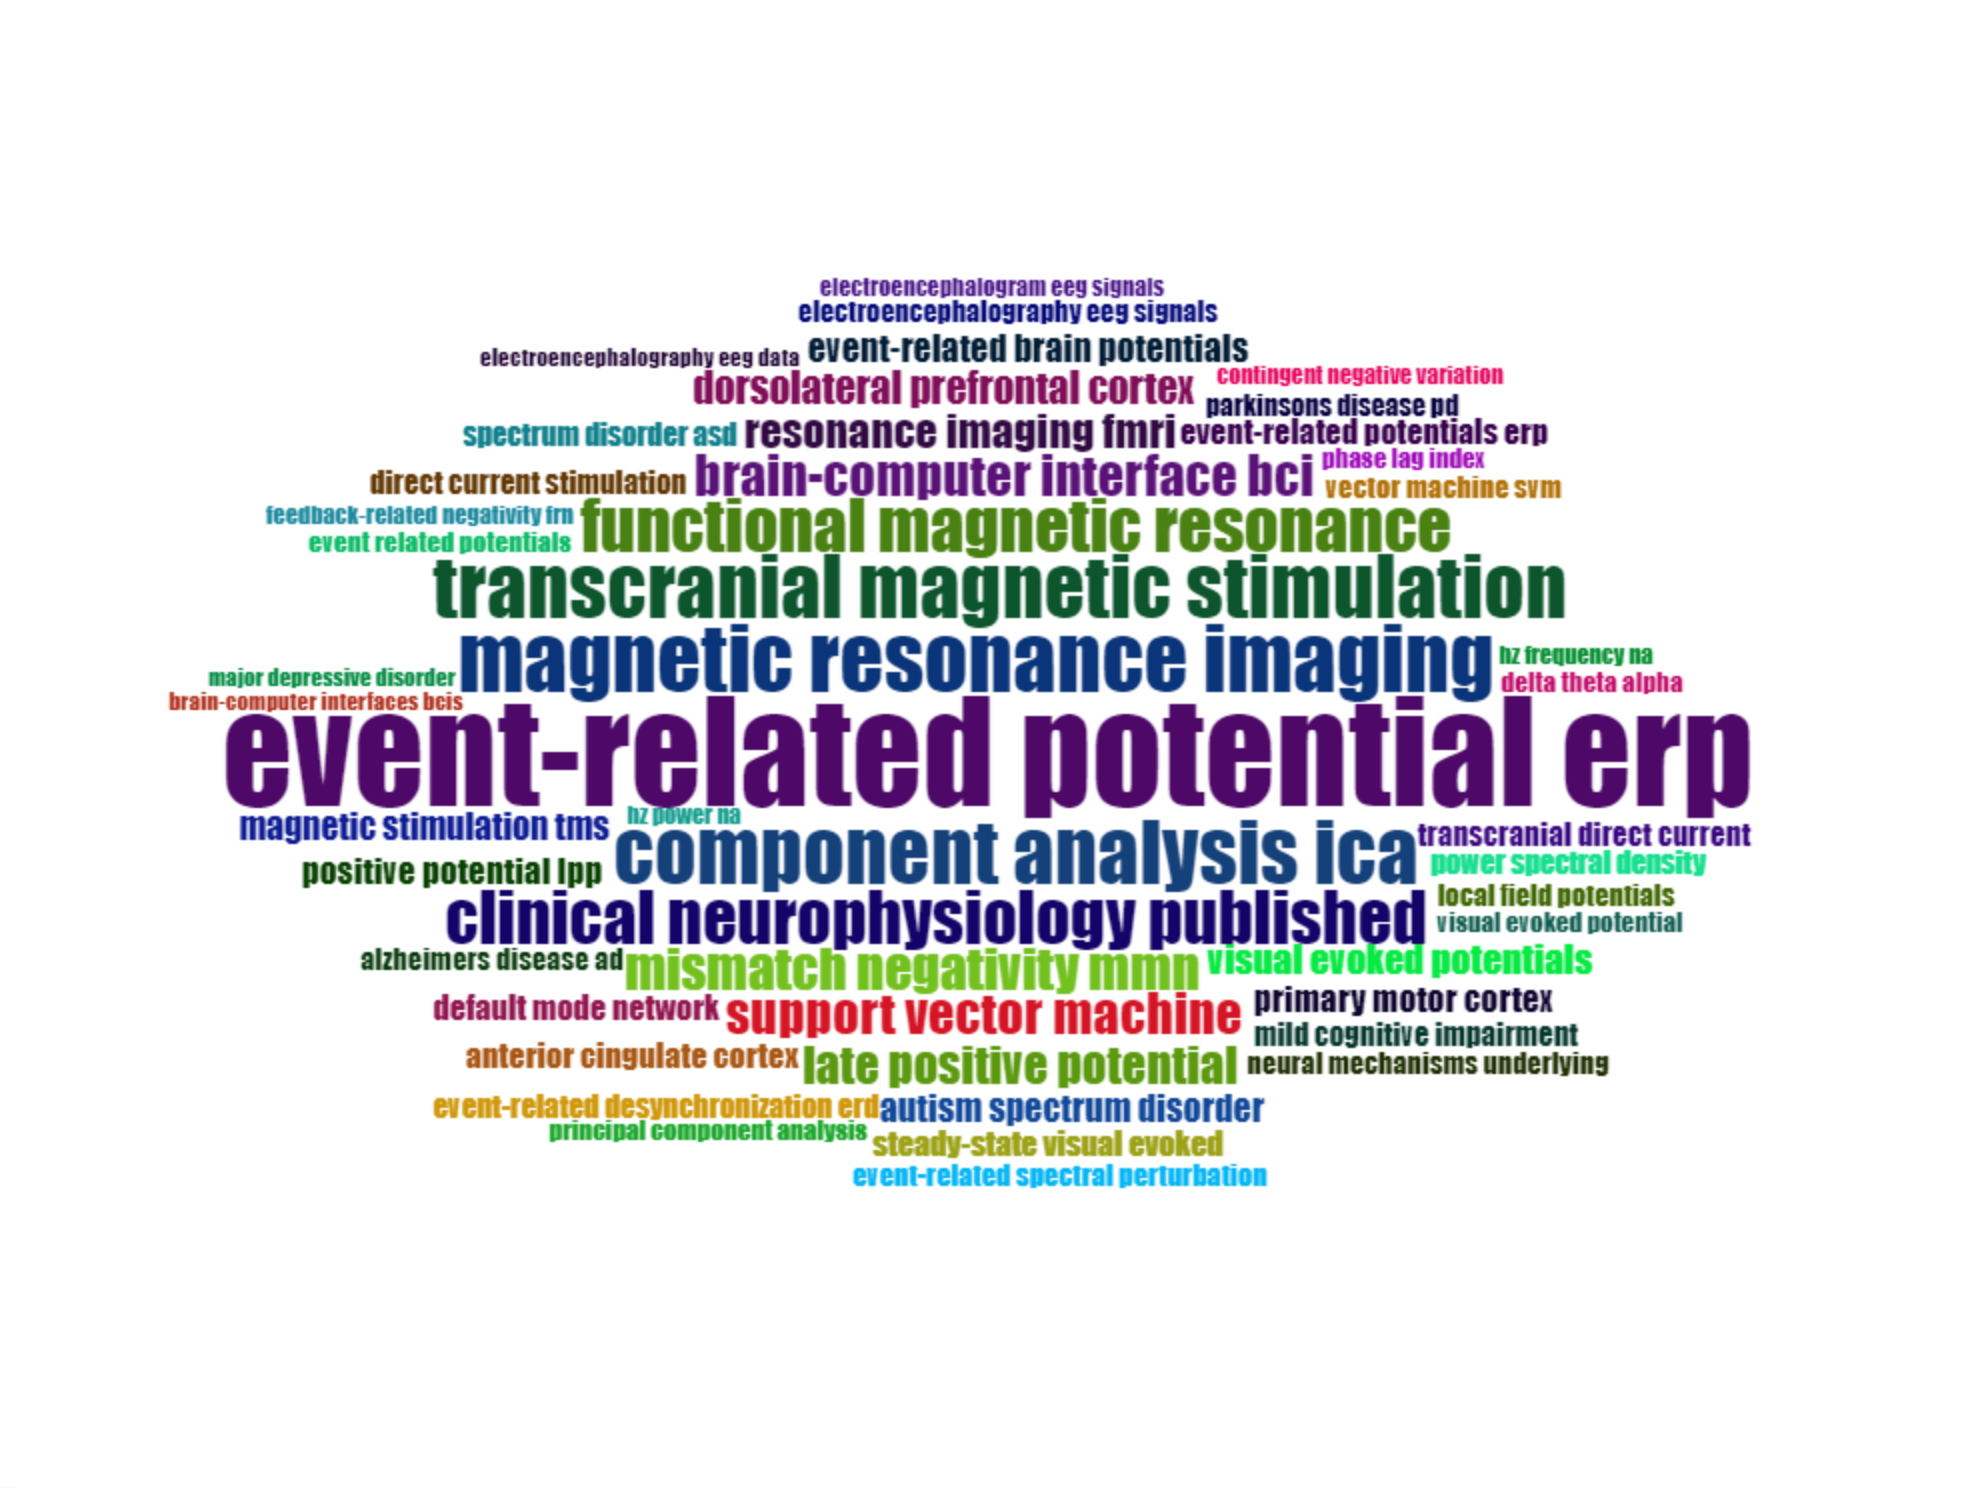 electroencephalogram eeg signals
electroencephalography eeg signals
electroencephalography eeg data
event-related brain potentials
dorsolateral prefrontal cortex
contingent negative variation
parkinsons disease pd
spectrum disorder asd
resonance imaging fmri
event-related potentials erp
direct current stimulation
brain-computer interface bci
phase lag index
vector machine svm
feedback-related negativity frn
event related potentials
functional magnetic resonance
transcranial magnetic stimulation
magnetic resonance imaging
hz frequency na
major depressive disorder
delta theta alpha
brain-computer interfaces bcis
event-related potential erp
magnetic stimulation tms
hz power na
component analysis ica
transcranial direct current
positive potential lpp
power spectral density
clinical neurophysiology published
local field potentials
visual evoked potential
alzheimers disease ad
mismatch negativity mmn
visual evoked potentials
default mode network
support vector machine
primary motor cortex
mild cognitive impairment
anterior cingulate cortex
late positive potential
neural mechanisms underlying
event-related desynchronization erd
autism spectrum disorder
principal component analysis
steady-state visual evoked
event-related spectral perturbation